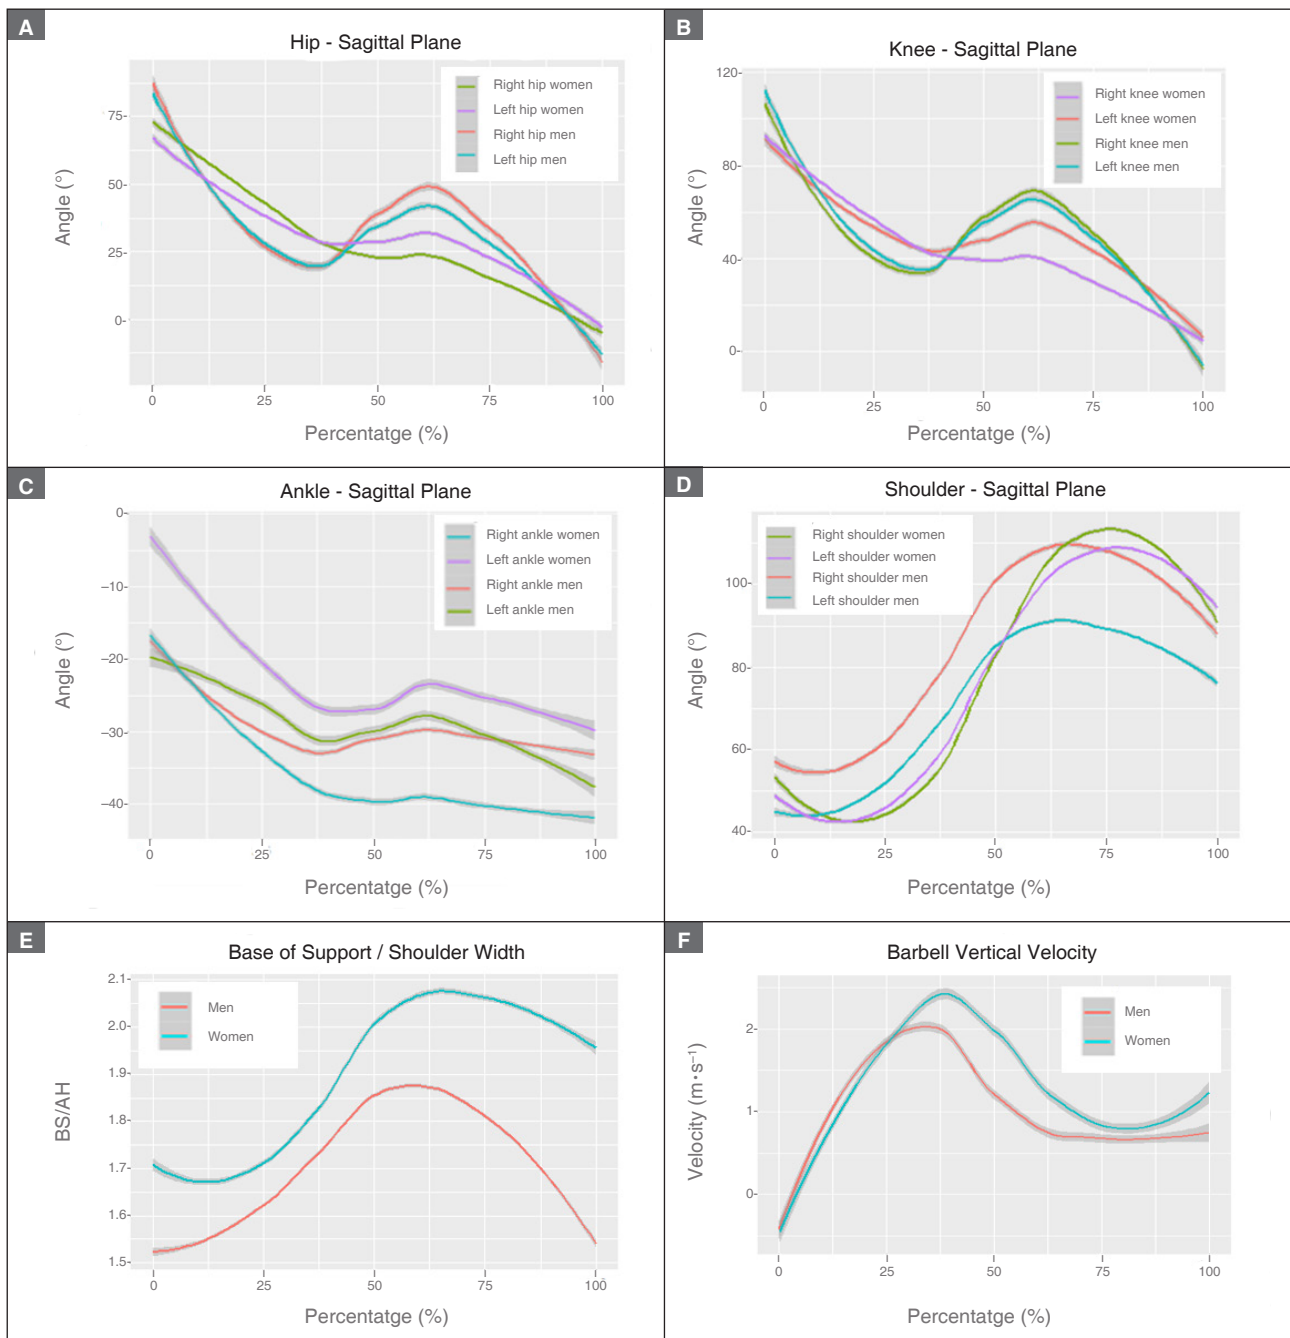 A
Hip - Sagittal Plane
Right hip women
Left hip women
Right hip men
Left hip men
75-
50
25
0-
Angle (°)
0 25 50 75 100
Percentatge (%)
B
Knee - Sagittal Plane
Right knee women
Left knee women
Right knee men
Left knee men
120-
80
40
0-
Angle (°)
0 25 50 75 100
Percentatge (%)
C
Ankle - Sagittal Plane
Right ankle women
Left ankle women
Right ankle men
Left ankle men
0-
−10
−20
−30
−40
Angle (°)
0 25 50 75 100
Percentatge (%)
D
Shoulder - Sagittal Plane
Right shoulder women
Left shoulder women
Right shoulder men
Left shoulder men
100
80
60
40-
Angle (°)
0 25 50 75 100
Percentatge (%)
E
Base of Support / Shoulder Width
Men
Women
2.1-
2.0
1.9
1.8
1.7
1.6
1.5
BS/AH
0 25 50 75 100
Percentatge (%)
F
Barbell Vertical Velocity
Men
Women
2
1
0
Velocity (m•s⁻¹)
0 25 50 75 100
Percentatge (%)